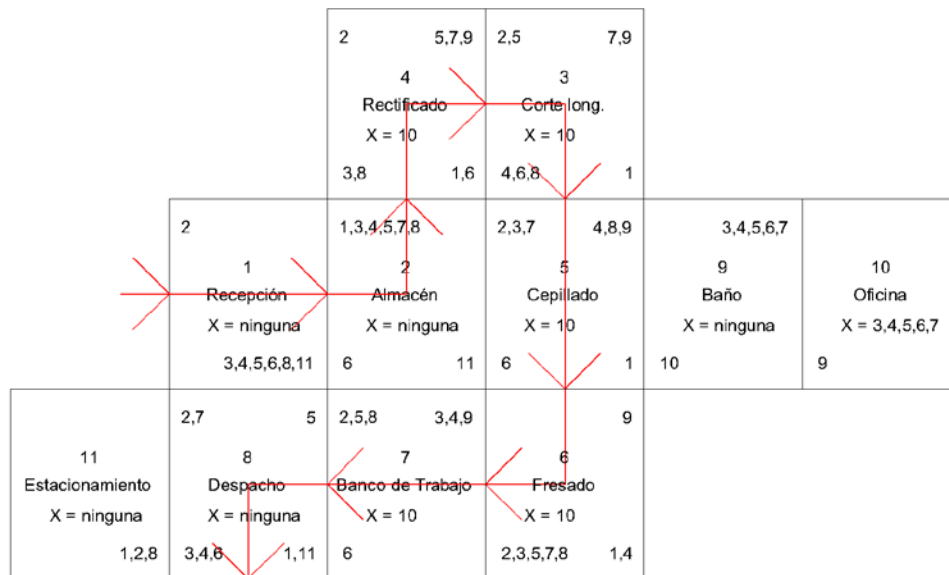 2 5,7,9 2,5 7,9
4 3
Rectificado Corte long.
X = 10 X = 10
3,8 1,6 4,6,8 1
2 1,3,4,5,7,8 2,3,7 4,8,9 3,4,5,6,7
1 2 5 9 10
Recepción Almacén Cepillado Baño Oficina
X = ninguna X = ninguna X = 10 X = ninguna X = 3,4,5,6,7
3,4,5,6,8,11 6 11 6 1 10 9
2,7 5 2,5,8 3,4,9 9
11 8 7 6
Estacionamiento Despacho Banco de Trabajo Fresado
X = ninguna X = ninguna X = 10 X = 10
1,2,8 3,4,6 1,11 6 2,3,5,7,8 1,4